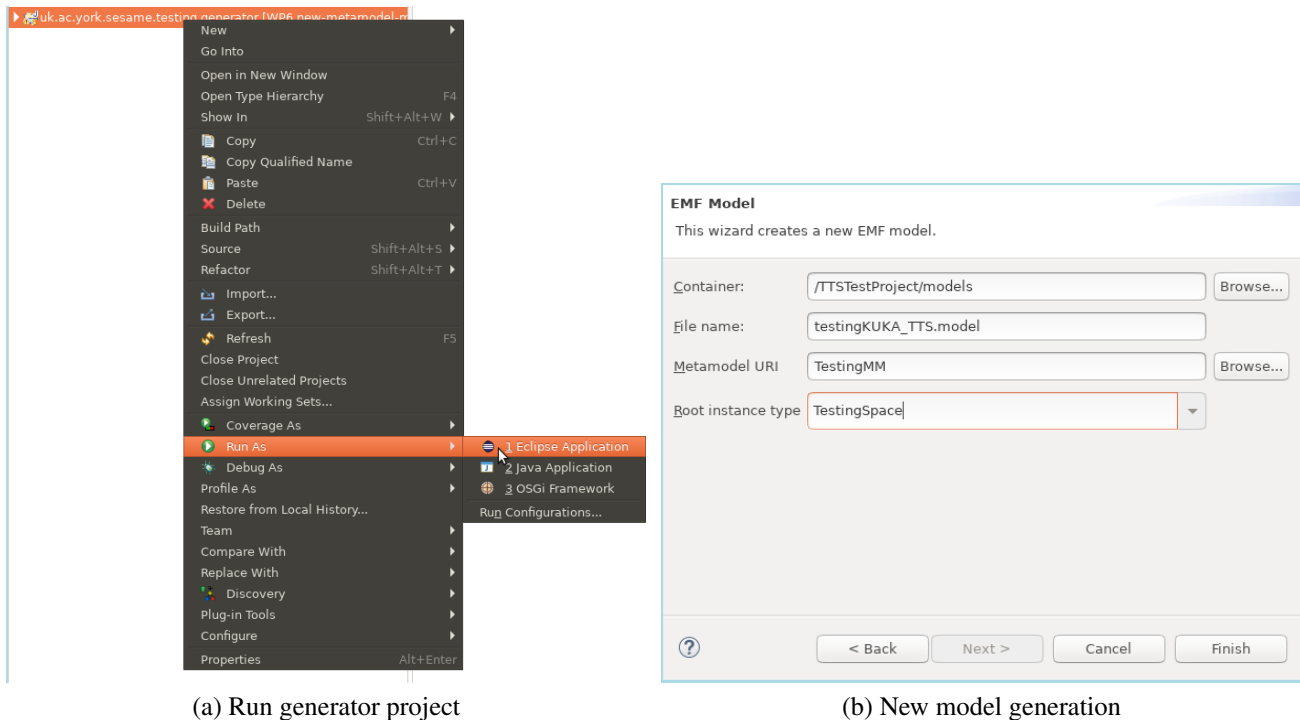 uk.ac.york.sesame.testing.generator [WP6 new-metamodel-m
New
Go Into
Open in New Window
Open Type Hierarchy F4
Show In Shift+Alt+W
Copy Ctrl+C
Copy Qualified Name
Paste Ctrl+V
Delete
Build Path
Source Shift+Alt+S
Refactor Shift+Alt+T
Import...
Export...
Refresh F5
Close Project
Close Unrelated Projects
Assign Working Sets...
Coverage As
Run As
Debug As
Profile As
Restore from Local History...
Team
Compare With
Replace With
Discovery
Plug-in Tools
Configure
Properties Alt+Enter
1 Eclipse Application
2 Java Application
3 OSGi Framework
Run Configurations...
(a) Run generator project
EMF Model
This wizard creates a new EMF model.
Container: /TTSTestProject/models Browse...
File name: testingKUKA_TTS.model
Metamodel URI TestingMM Browse...
Root instance type TestingSpace
< Back Next > Cancel Finish
(b) New model generation